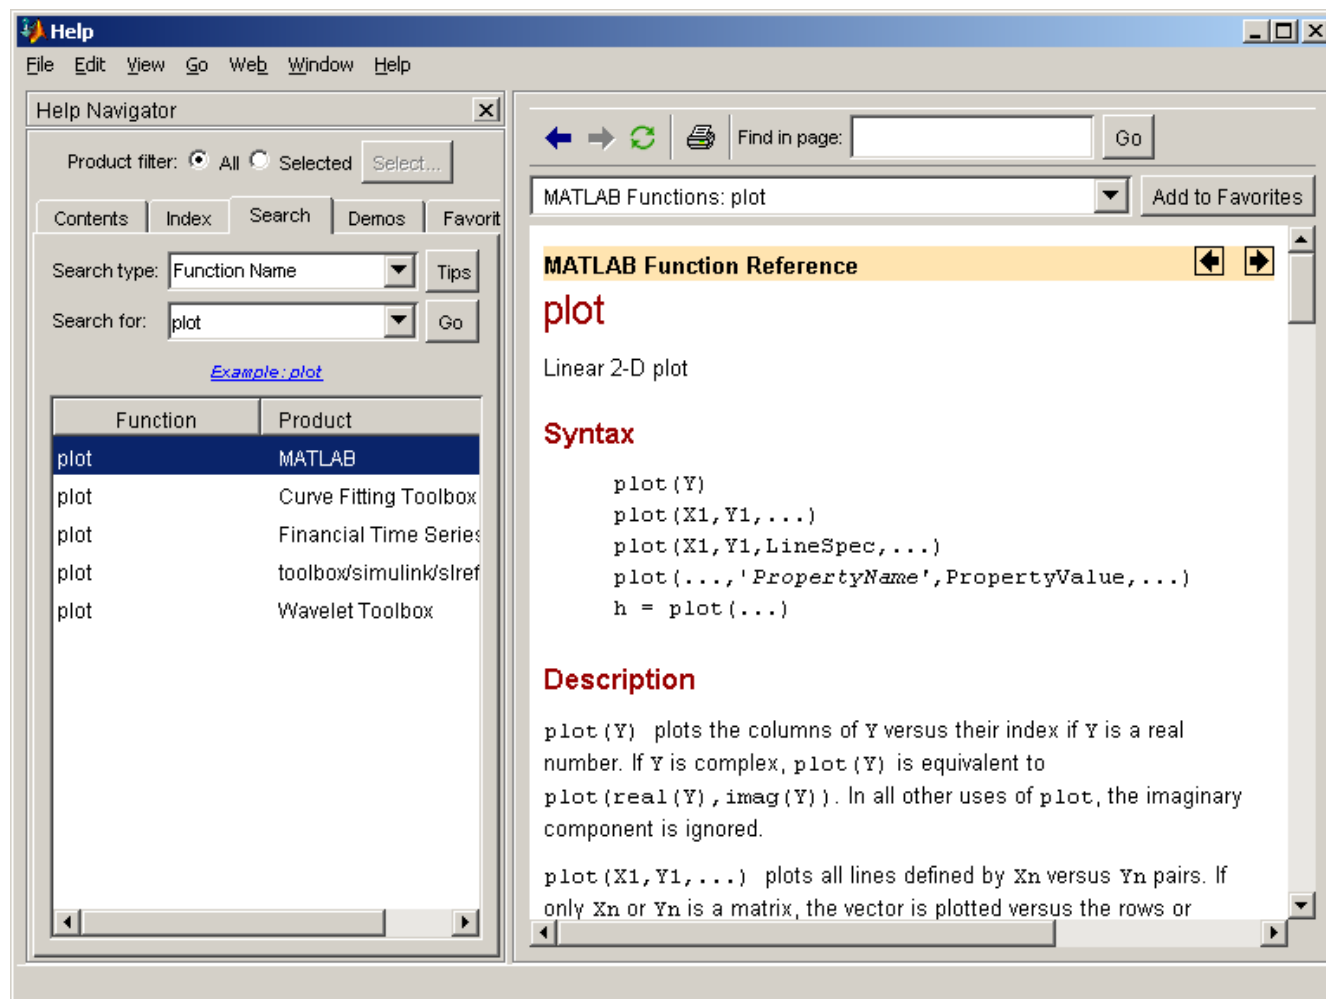 Help
File Edit View Go Web Window Help
Help Navigator
Product filter: All Selected Select...
Contents Index Search Demos Favorit
Search type: Function Name Tips
Search for: plot Go
Example: plot
Function Product
plot MATLAB
plot Curve Fitting Toolbox
plot Financial Time Series
plot toolbox/simulink/slref
plot Wavelet Toolbox
Find in page: Go
MATLAB Functions: plot Add to Favorites
MATLAB Function Reference
plot
Linear 2-D plot
Syntax
plot(Y)
plot(X1,Y1,...)
plot(X1,Y1,LineSpec,...)
plot(...,'PropertyName',PropertyValue,...)
h = plot(...)
Description
plot(Y) plots the columns of Y versus their index if Y is a real
number. If Y is complex, plot(Y) is equivalent to
plot(real(Y),imag(Y)). In all other uses of plot, the imaginary
component is ignored.
plot(X1,Y1,...) plots all lines defined by Xn versus Yn pairs. If
only Xn or Yn is a matrix, the vector is plotted versus the rows or